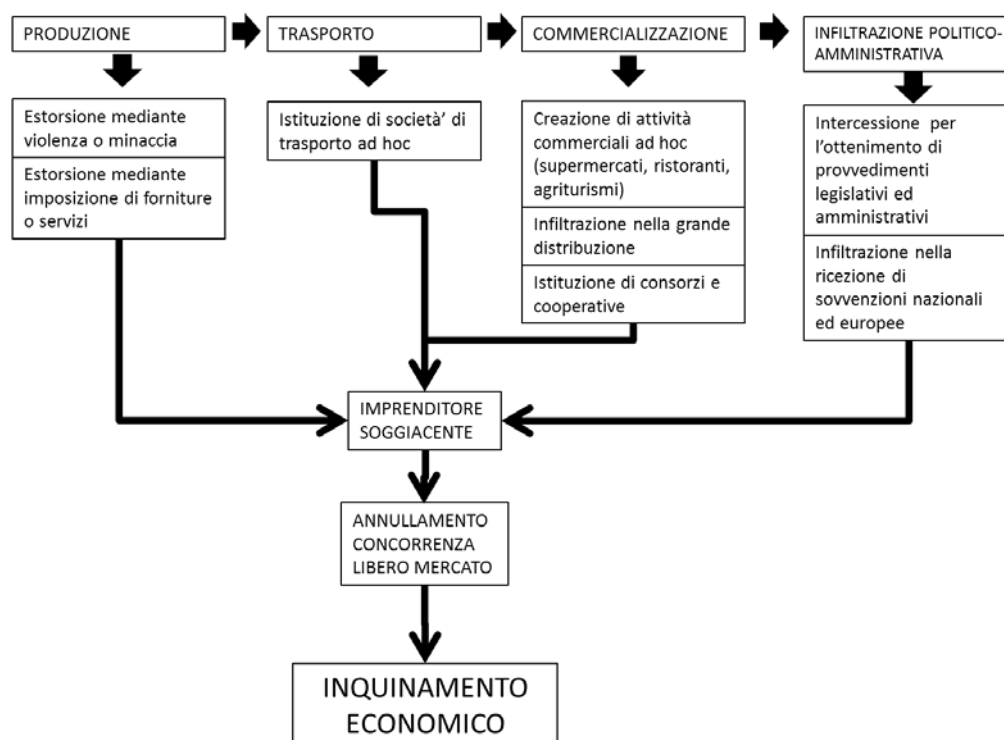 PRODUZIONE
TRASPORTO
COMMERCIALIZZAZIONE
INFILTRAZIONE POLITICO-
AMMINISTRATIVA
Estorsione mediante
violenza o minaccia
Estorsione mediante
imposizione di forniture
o servizi
Istituzione di società' di
trasporto ad hoc
Creazione di attività
commerciali ad hoc
(supermercati, ristoranti,
agriturismi)
Infiltrazione nella grande
distribuzione
Istituzione di consorzi e
cooperative
Intercessione per
l'ottenimento di
provvedimenti
legislativi ed
amministrativi
Infiltrazione nella
ricezione di
sovvenzioni nazionali
ed europee
IMPRENDITORE
SOGGIACENTE
ANNULLAMENTO
CONCORRENZA
LIBERO MERCATO
INQUINAMENTO
ECONOMICO